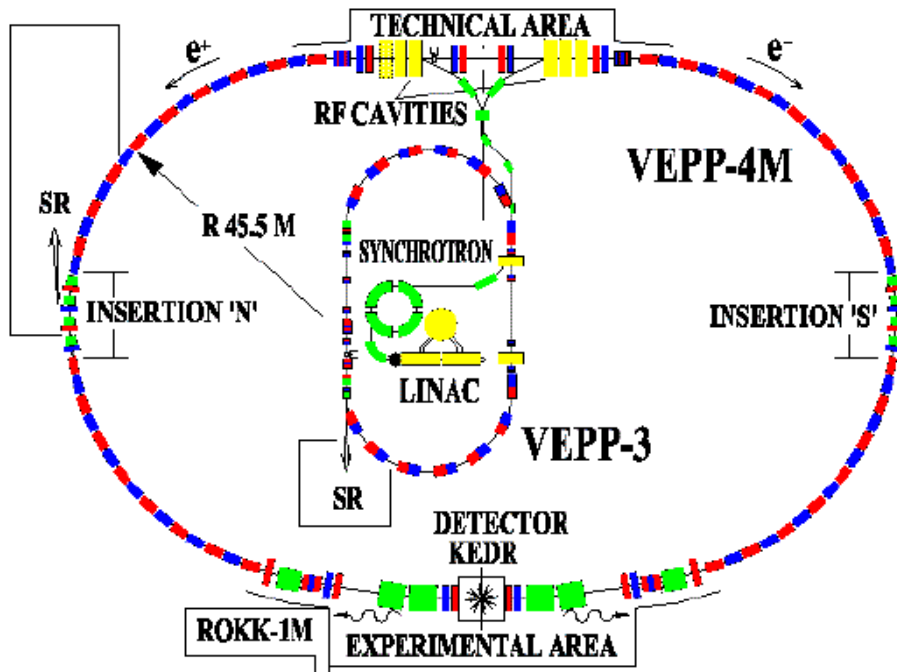 TECHNICAL AREA
e+
e−
RF CAVITIES
VEPP-4M
SR
R 45.5 M
SYNCHROTRON
INSERTION 'N'
INSERTION 'S'
LINAC
VEPP-3
SR
DETECTOR
KEDR
ROKK-1M
EXPERIMENTAL AREA